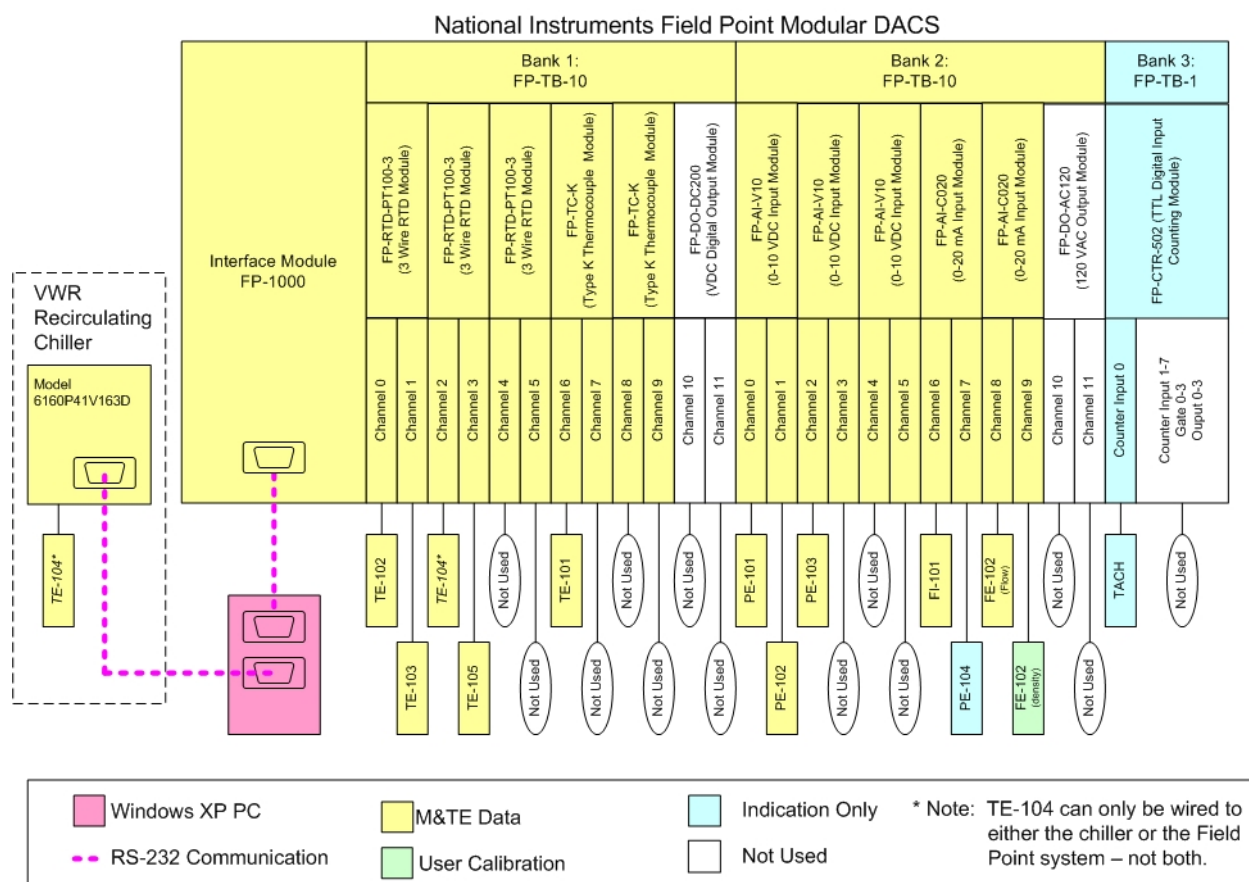 National Instruments Field Point Modular DACS
Bank 1:
FP-TB-10
Bank 2:
FP-TB-10
Bank 3:
FP-TB-1
Interface Module
FP-1000
FP-RTD-PT100-3
(3 Wire RTD Module)
FP-RTD-PT100-3
(3 Wire RTD Module)
FP-RTD-PT100-3
(3 Wire RTD Module)
FP-TC-K
(Type K Thermocouple Module)
FP-TC-K
(Type K Thermocouple Module)
FP-DO-DC200
(VDC Digital Output Module)
FP-AI-V10
(0-10 VDC Input Module)
FP-AI-V10
(0-10 VDC Input Module)
FP-AI-V10
(0-10 VDC Input Module)
FP-AI-C020
(0-20 mA Input Module)
FP-AI-C020
(0-20 mA Input Module)
FP-DO-AC120
(120 VAC Output Module)
FP-CTR-502 (TTL Digital Input
Counting Module)
VWR
Recirculating
Chiller
Model
6160P41V163D
Channel 0
Channel 1
Channel 2
Channel 3
Channel 4
Channel 5
Channel 6
Channel 7
Channel 8
Channel 9
Channel 10
Channel 11
Channel 0
Channel 1
Channel 2
Channel 3
Channel 4
Channel 5
Channel 6
Channel 7
Channel 8
Channel 9
Channel 10
Channel 11
Counter Input 0
Counter Input 1-7
Gate 0-3
Ouput 0-3
TE-104*
TE-102
TE-104*
Not Used
TE-101
Not Used
Not Used
PE-101
PE-103
Not Used
FI-101
FE-102
(Flow)
Not Used
TACH
Not Used
TE-103
TE-105
Not Used
Not Used
Not Used
Not Used
PE-102
Not Used
Not Used
PE-104
FE-102
(density)
Not Used
Windows XP PC
RS-232 Communication
M&TE Data
User Calibration
Indication Only
Not Used
* Note: TE-104 can only be wired to
either the chiller or the Field
Point system – not both.